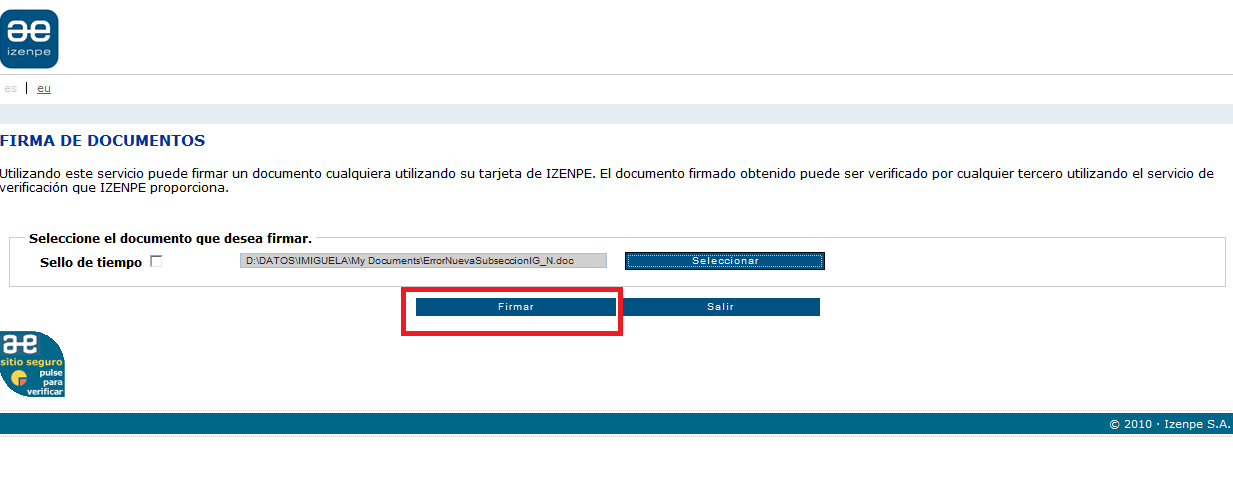 izenpe
es | eu
FIRMA DE DOCUMENTOS
Utilizando este servicio puede firmar un documento cualquiera utilizando su tarjeta de IZENPE. El documento firmado obtenido puede ser verificado por cualquier tercero utilizando el servicio de
verificación que IZENPE proporciona.
Seleccione el documento que desea firmar.
Sello de tiempo D:\DATOS\IMIGUELA\My Documents\ErrorNuevaSubseccionIG_N.doc Seleccionar
Firmar Salir
sitio seguro
pulse
para
verificar
© 2010 · Izenpe S.A.